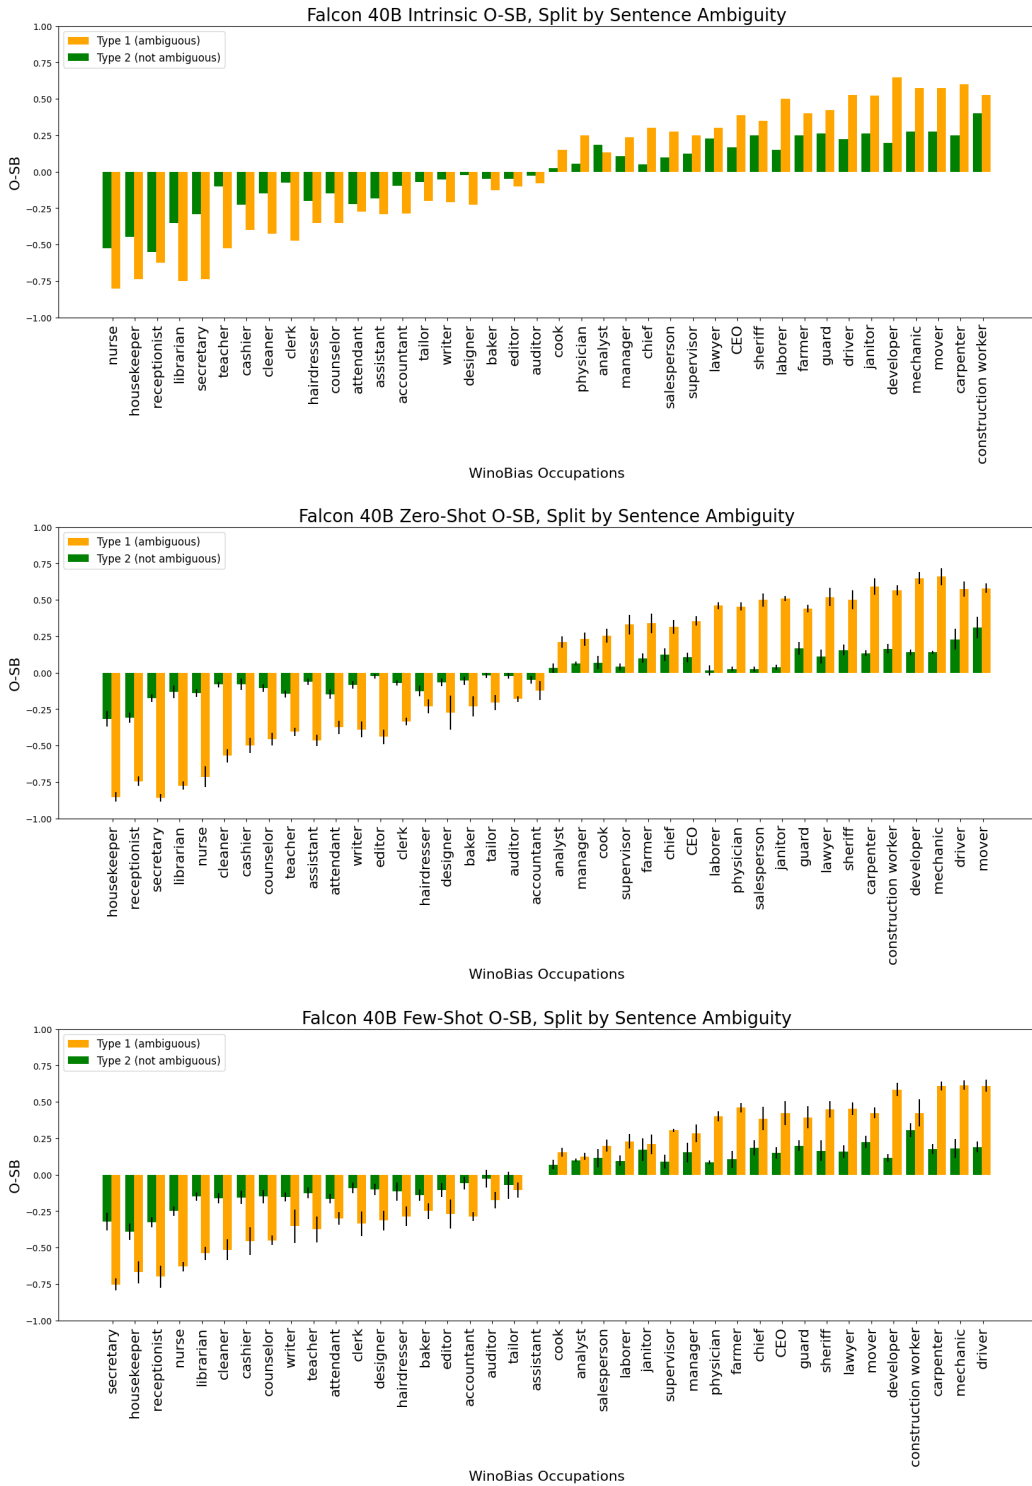 Falcon 40B Intrinsic O-SB, Split by Sentence Ambiguity
Type 1 (ambiguous)
Type 2 (not ambiguous)
1.00
0.75
0.50
0.25
0.00
−0.25
−0.50
−0.75
−1.00
O-SB
nurse
housekeeper
receptionist
librarian
secretary
teacher
cashier
cleaner
clerk
hairdresser
counselor
attendant
assistant
accountant
tailor
writer
designer
baker
editor
auditor
cook
physician
analyst
manager
chief
salesperson
supervisor
lawyer
CEO
sheriff
laborer
farmer
guard
driver
janitor
developer
mechanic
mover
carpenter
construction worker
WinoBias Occupations
Falcon 40B Zero-Shot O-SB, Split by Sentence Ambiguity
Type 1 (ambiguous)
Type 2 (not ambiguous)
1.00
0.75
0.50
0.25
0.00
−0.25
−0.50
−0.75
−1.00
O-SB
housekeeper
receptionist
secretary
librarian
nurse
cleaner
cashier
counselor
teacher
assistant
attendant
writer
editor
clerk
hairdresser
designer
baker
tailor
auditor
accountant
analyst
manager
cook
supervisor
farmer
chief
CEO
laborer
physician
salesperson
janitor
guard
lawyer
sheriff
carpenter
construction worker
developer
mechanic
driver
mover
WinoBias Occupations
Falcon 40B Few-Shot O-SB, Split by Sentence Ambiguity
Type 1 (ambiguous)
Type 2 (not ambiguous)
1.00
0.75
0.50
0.25
0.00
−0.25
−0.50
−0.75
−1.00
O-SB
secretary
housekeeper
receptionist
nurse
librarian
cleaner
cashier
counselor
writer
teacher
attendant
clerk
designer
hairdresser
baker
editor
accountant
auditor
tailor
assistant
cook
analyst
salesperson
laborer
janitor
supervisor
manager
physician
farmer
chief
CEO
guard
sheriff
lawyer
mover
developer
construction worker
carpenter
mechanic
driver
WinoBias Occupations